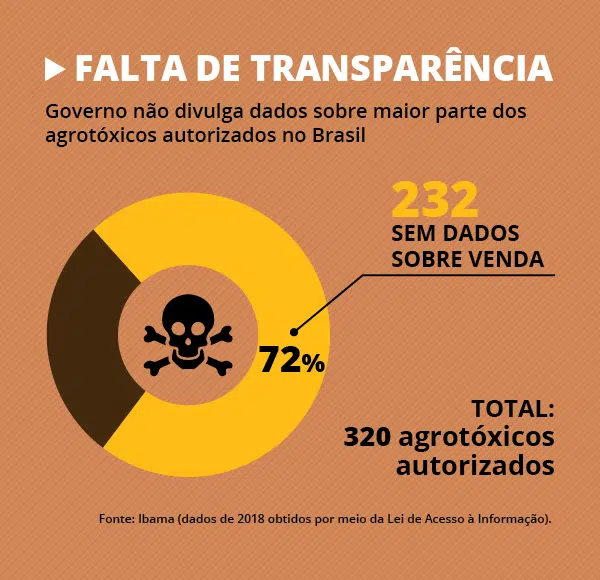 FALTA DE TRANSPARÊNCIA
Governo não divulga dados sobre maior parte dos
agrotóxicos autorizados no Brasil
232
SEM DADOS
SOBRE VENDA
72%
TOTAL:
320 agrotóxicos
autorizados
Fonte: Ibama (dados de 2018 obtidos por meio da Lei de Acesso à Informação).